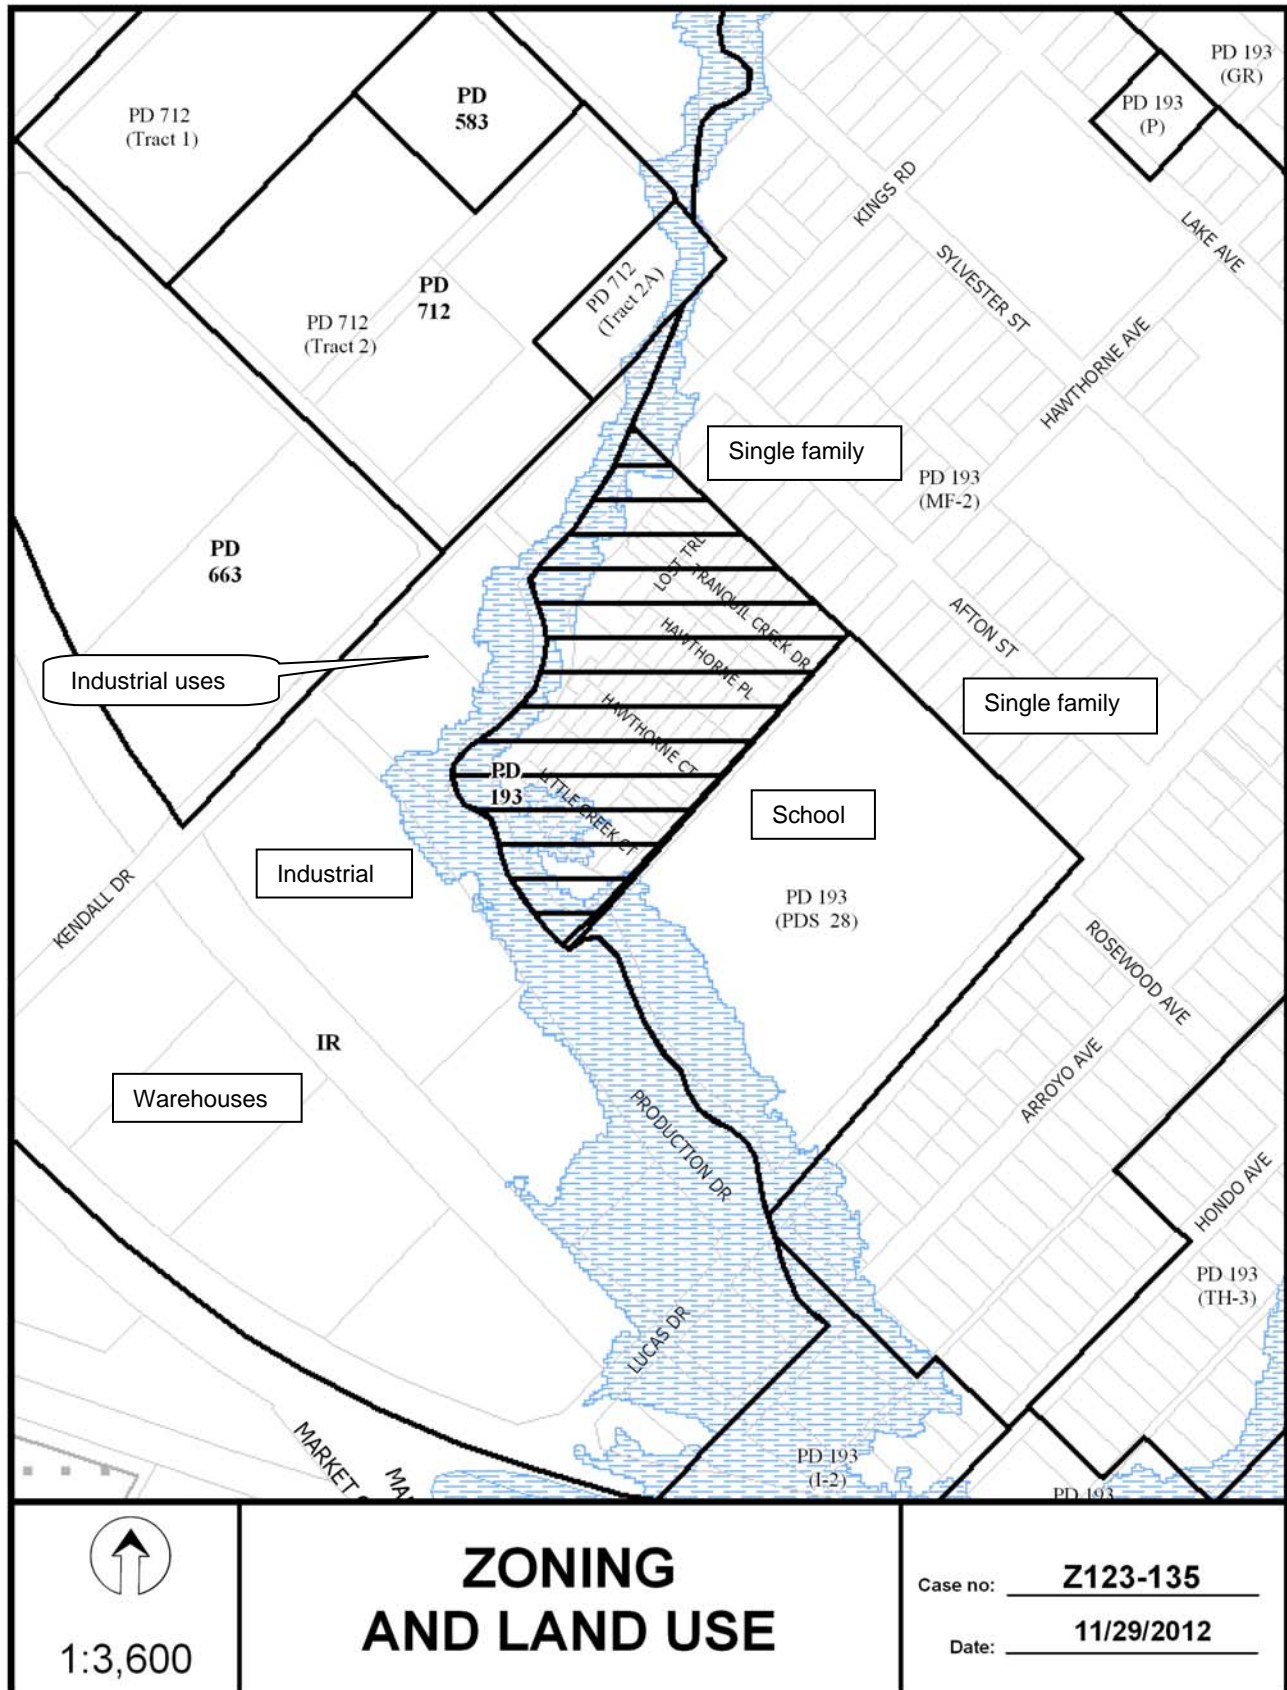 PD 193
(GR)
PD
583
PD 712
(Tract 1)
PD 193
(P)
KINGS RD
LAKE AVE
SYLVESTER ST
PD 712
(Tract 2A)
PD
712
PD 712
(Tract 2)
HAWTHORNE AVE
Single family
PD 193
(MF-2)
PD
663
LOST TRL
TRANQUIL CREEK DR
HAWTHORNE PL
AFTON ST
Industrial uses
Single family
HAWTHORNE CT
PD
193
LITTLE CREEK CT
School
Industrial
PD 193
(PDS 28)
KENDALL DR
ROSEWOOD AVE
IR
ARROYO AVE
Warehouses
PRODUCTION DR
HONDO AVE
PD 193
(TH-3)
LUCAS DR
MARKET
PD 193
(I-2)
PD 193
ZONING
AND LAND USE
1:3,600
Case no: Z123-135
Date: 11/29/2012